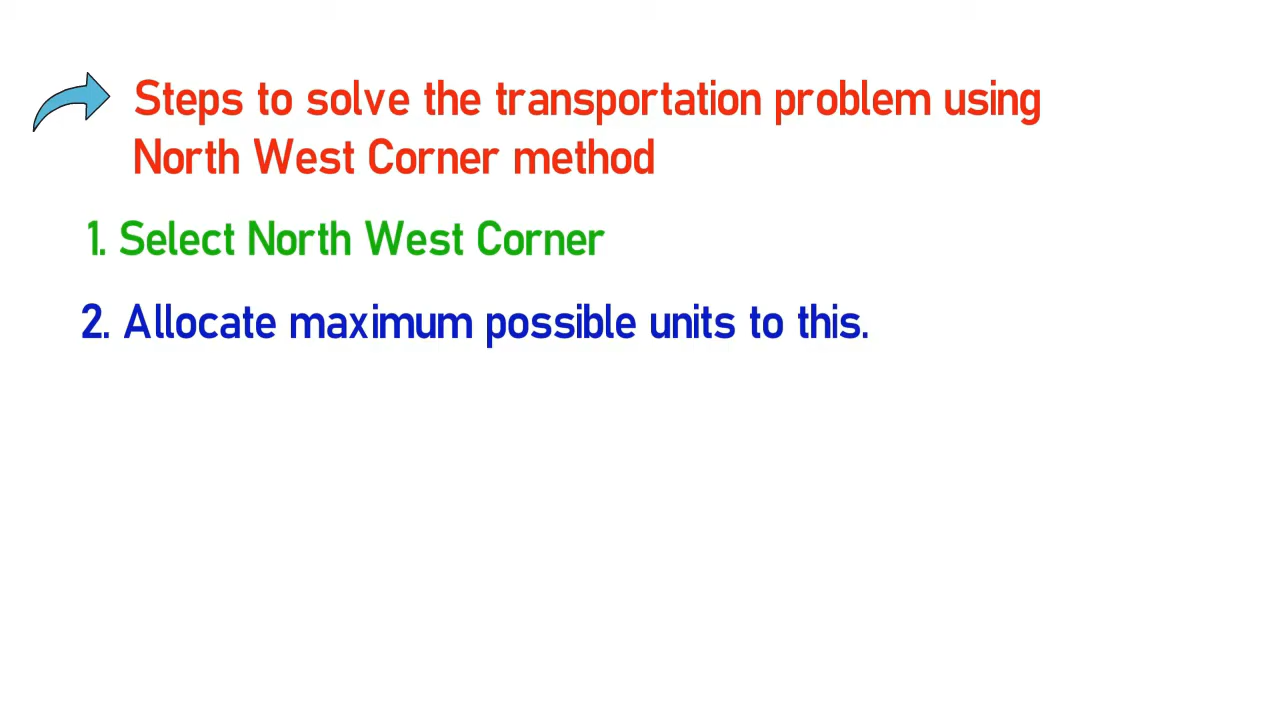 Steps to solve the transportation problem using
North West Corner method
1. Select North West Corner
2. Allocate maximum possible units to this.